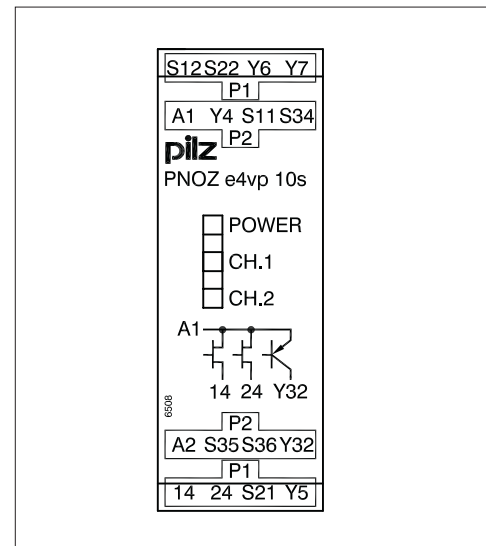 S12 S22 Y6 Y7
P1
A1 Y4 S11 S34
P2
pilz
PNOZ e4vp 10s
POWER
CH.1
CH.2
A1
14 24 Y32
6508
P2
A2 S35 S36 Y32
P1
14 24 S21 Y5